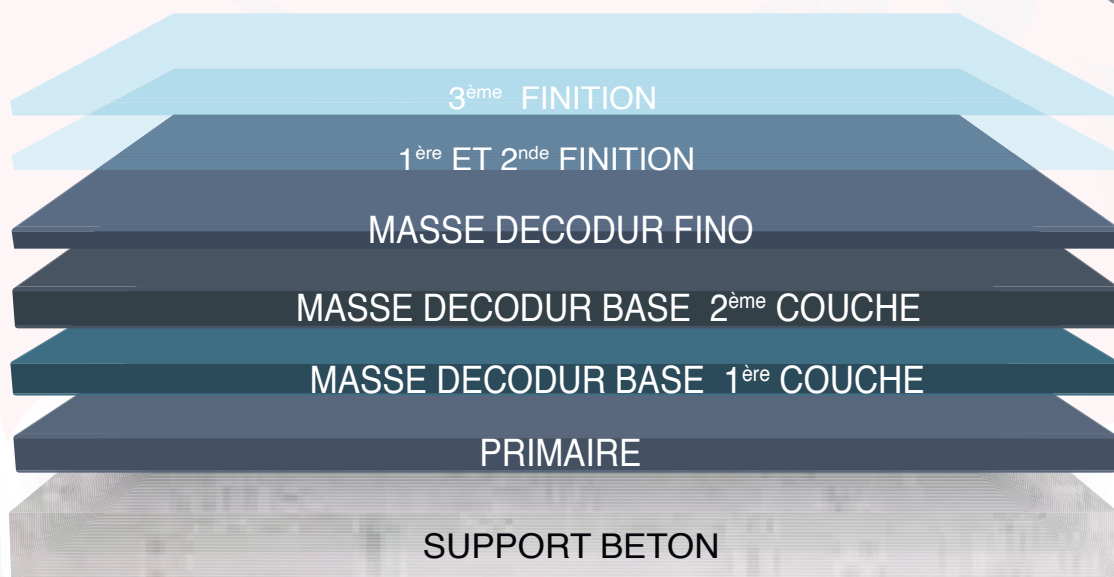 3ème FINITION
1ère ET 2nde FINITION
MASSE DECODUR FINO
MASSE DECODUR BASE 2ème COUCHE
MASSE DECODUR BASE 1ère COUCHE
PRIMAIRE
SUPPORT BETON